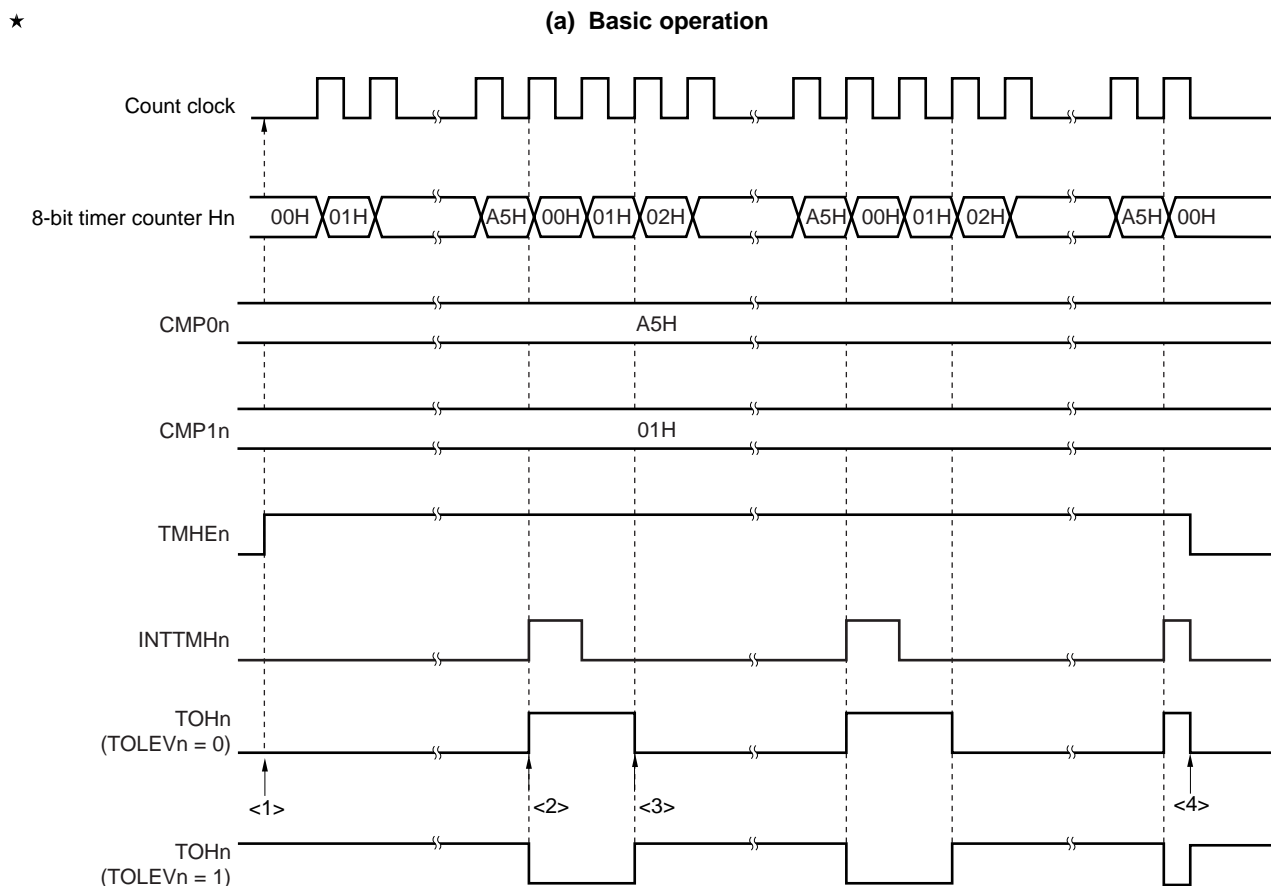 ★ (a) Basic operation
Count clock
8-bit timer counter Hn 00H 01H A5H 00H 01H 02H A5H 00H 01H 02H A5H 00H
CMP0n A5H
CMP1n 01H
TMHEn
INTTMHn
TOHn
(TOLEVn = 0)
<1> <2> <3> <4>
TOHn
(TOLEVn = 1)